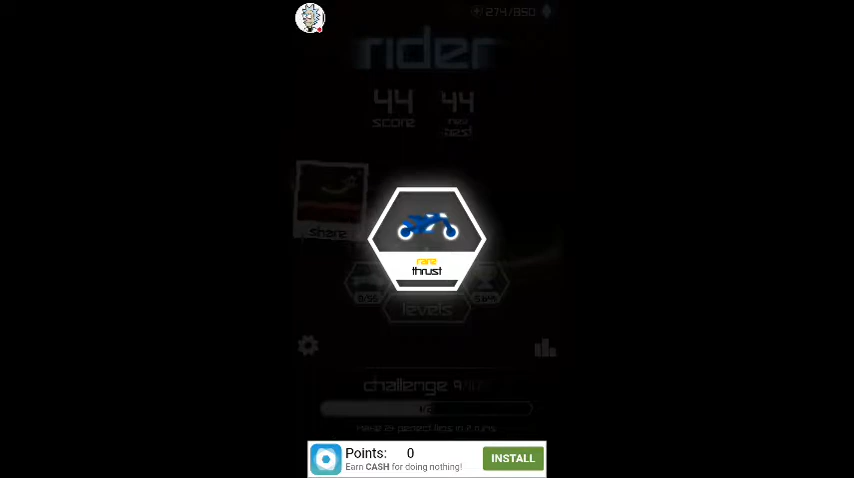 274/850
rider
44
score
44
new
best
share
rare
thrust
levels
challenge
Points: 0
Earn CASH for doing nothing!
INSTALL